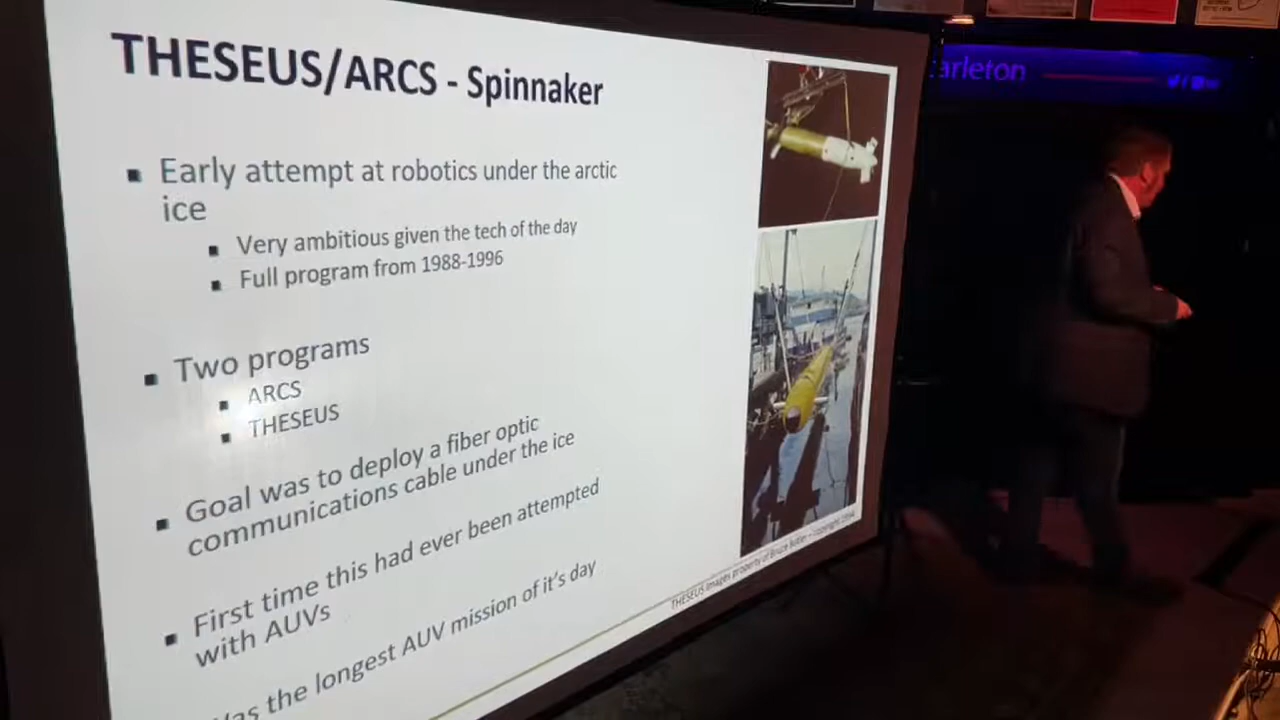 THESEUS/ARCS - Spinnaker
Early attempt at robotics under the arctic
ice
Very ambitious given the tech of the day
Full program from 1988-1996
Two programs
ARCS
THESEUS
Goal was to deploy a fiber optic
communications cable under the ice
First time this had ever been attempted
with AUVs
Was the longest AUV mission of it's day
THESEUS images property of Bruce Butler - copyright
arleton